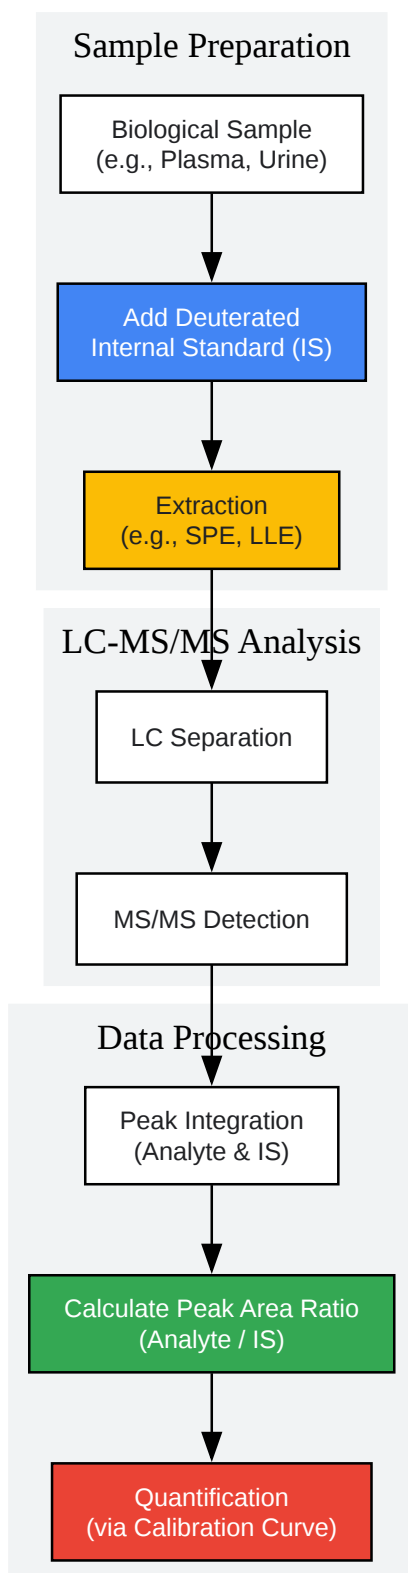 Sample Preparation
Biological Sample
(e.g., Plasma, Urine)
Add Deuterated
Internal Standard (IS)
Extraction
(e.g., SPE, LLE)
LC-MS/MS Analysis
LC Separation
MS/MS Detection
Data Processing
Peak Integration
(Analyte & IS)
Calculate Peak Area Ratio
(Analyte / IS)
Quantification
(via Calibration Curve)